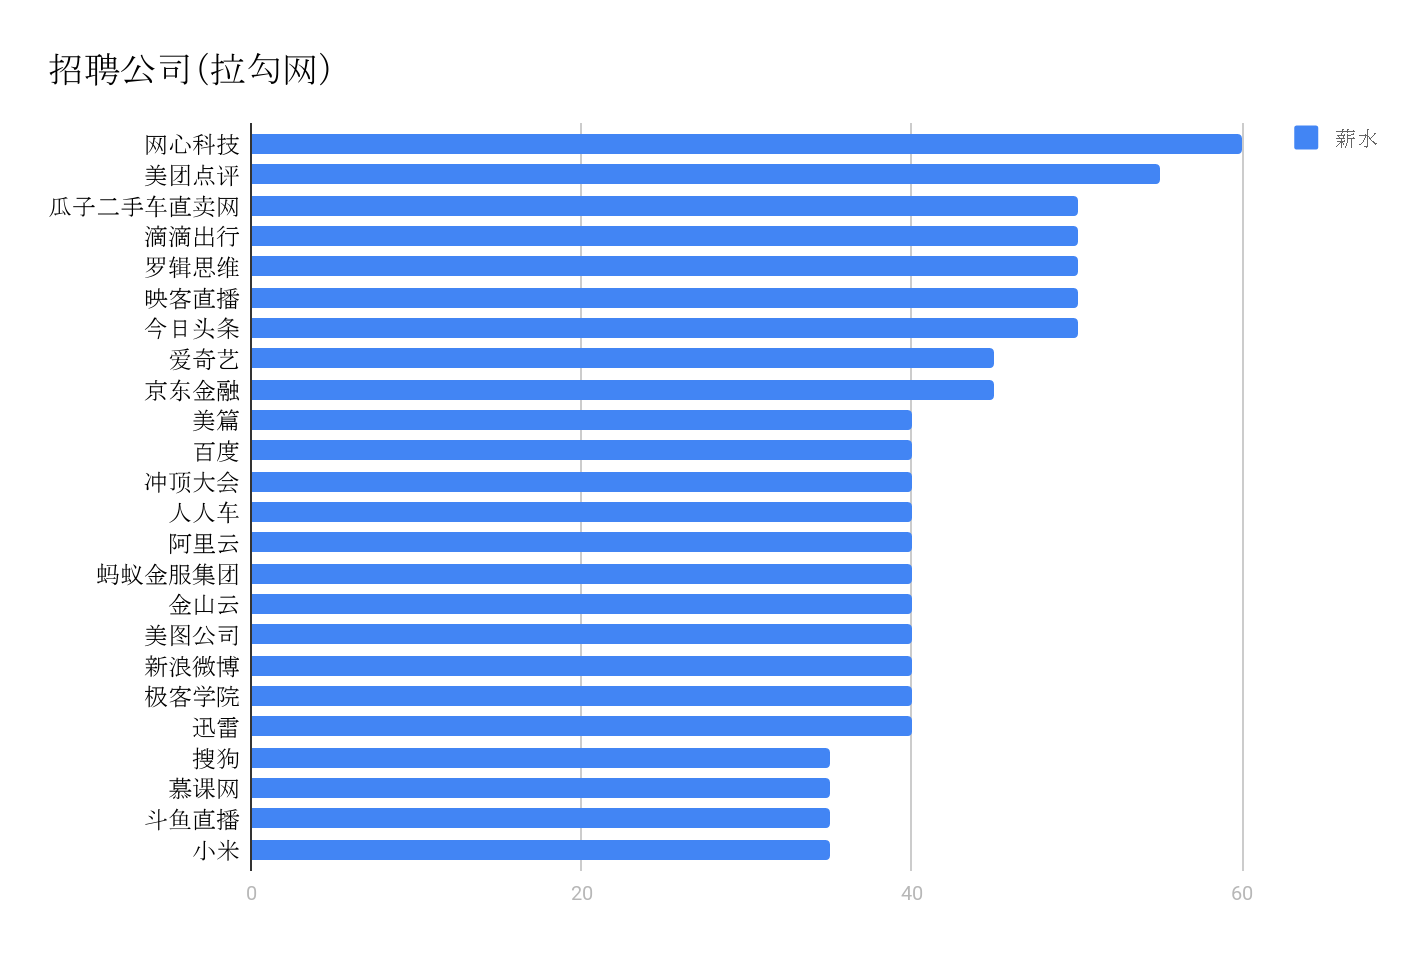 招聘公司(拉勾网)
薪水
网心科技
美团点评
瓜子二手车直卖网
滴滴出行
罗辑思维
映客直播
今日头条
爱奇艺
京东金融
美篇
百度
冲顶大会
人人车
阿里云
蚂蚁金服集团
金山云
美图公司
新浪微博
极客学院
迅雷
搜狗
慕课网
斗鱼直播
小米
0 20 40 60